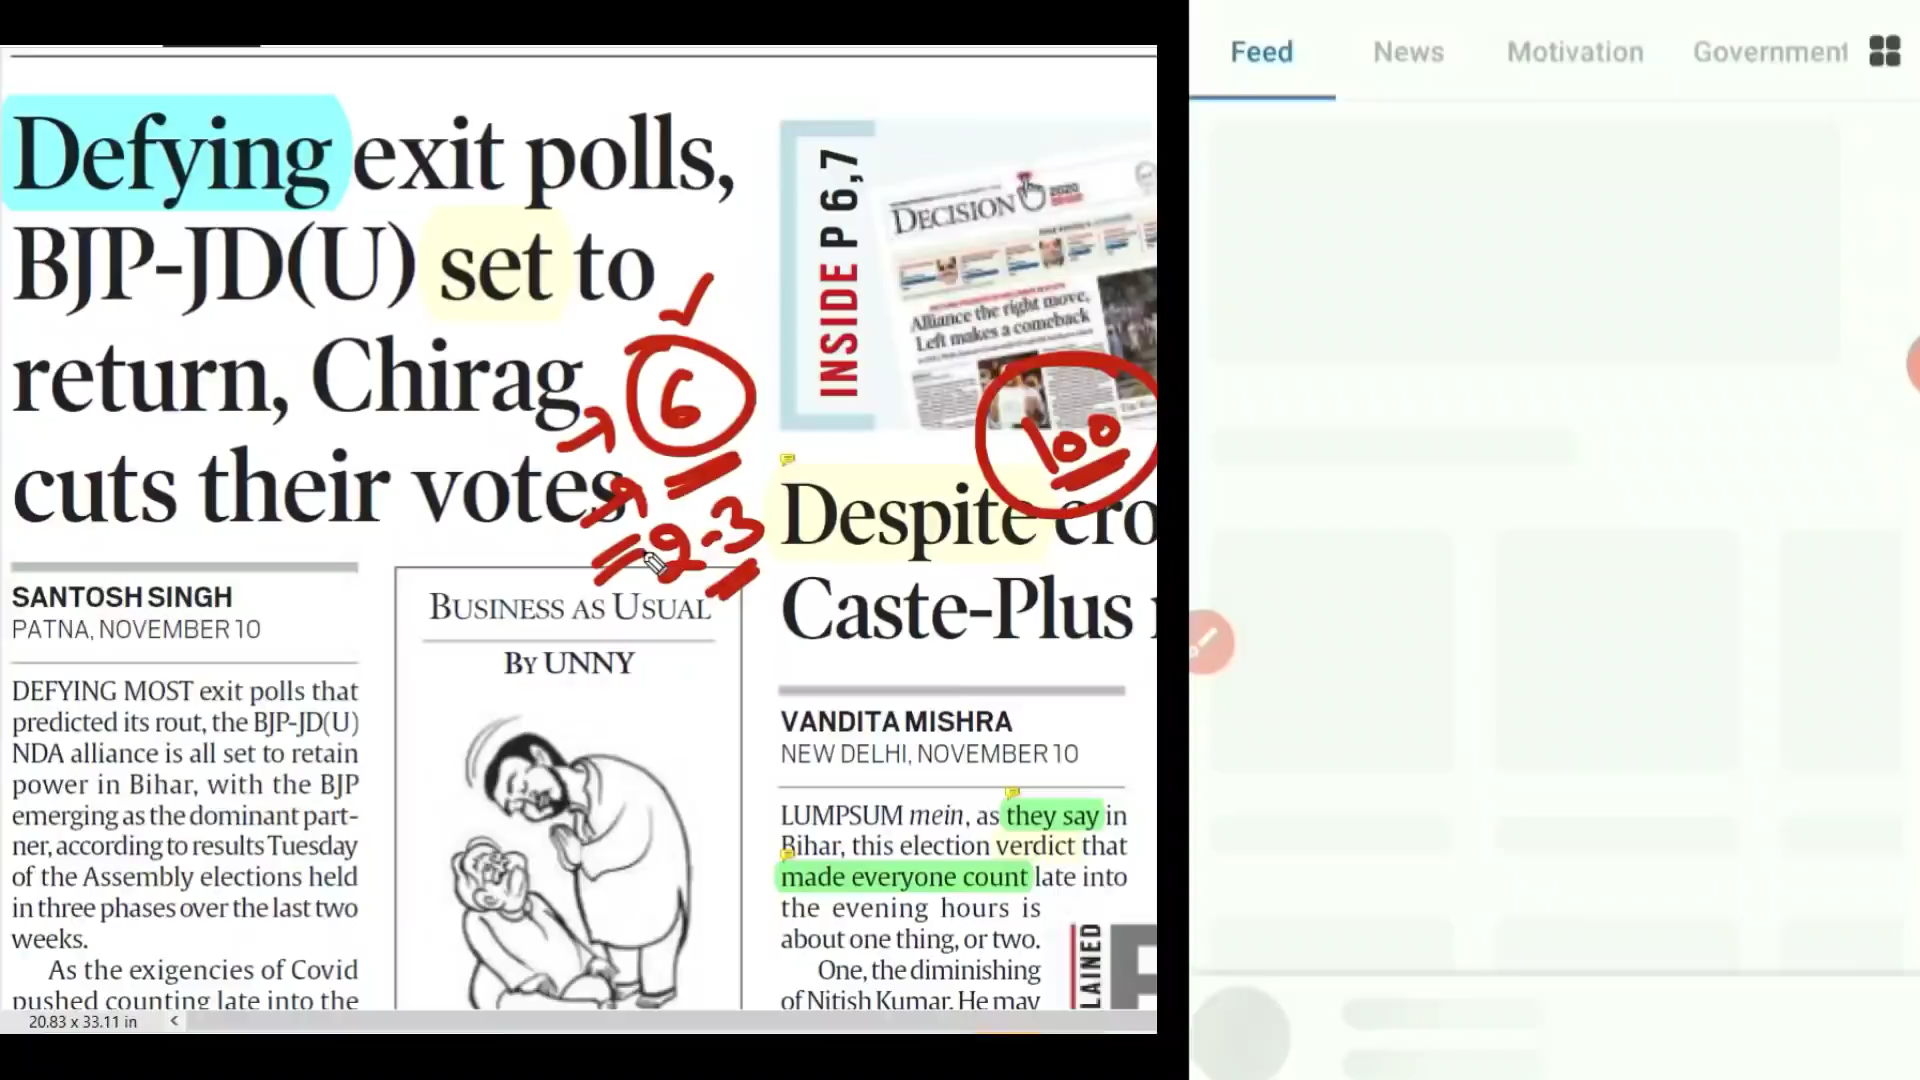 Defying exit polls,
BJP-JD(U) set to
return, Chirag
cuts their votes
6
2-3
SANTOSH SINGH
PATNA, NOVEMBER 10
DEFYING MOST exit polls that
predicted its rout, the BJP-JD(U)
NDA alliance is all set to retain
power in Bihar, with the BJP
emerging as the dominant part-
ner, according to results Tuesday
of the Assembly elections held
in three phases over the last two
weeks.
As the exigencies of Covid
pushed counting late into the
BUSINESS AS USUAL
BY UNNY
INSIDE P 6,7
DECISION 2020
Alliance the right move,
Left makes a comeback
100
Despite cro
Caste-Plus
VANDITA MISHRA
NEW DELHI, NOVEMBER 10
LUMPSUM mein, as they say in
Bihar, this election verdict that
made everyone count late into
the evening hours is
about one thing, or two.
One, the diminishing
of Nitish Kumar. He may
LAINED
20.83 x 33.11 in
Feed
News
Motivation
Government